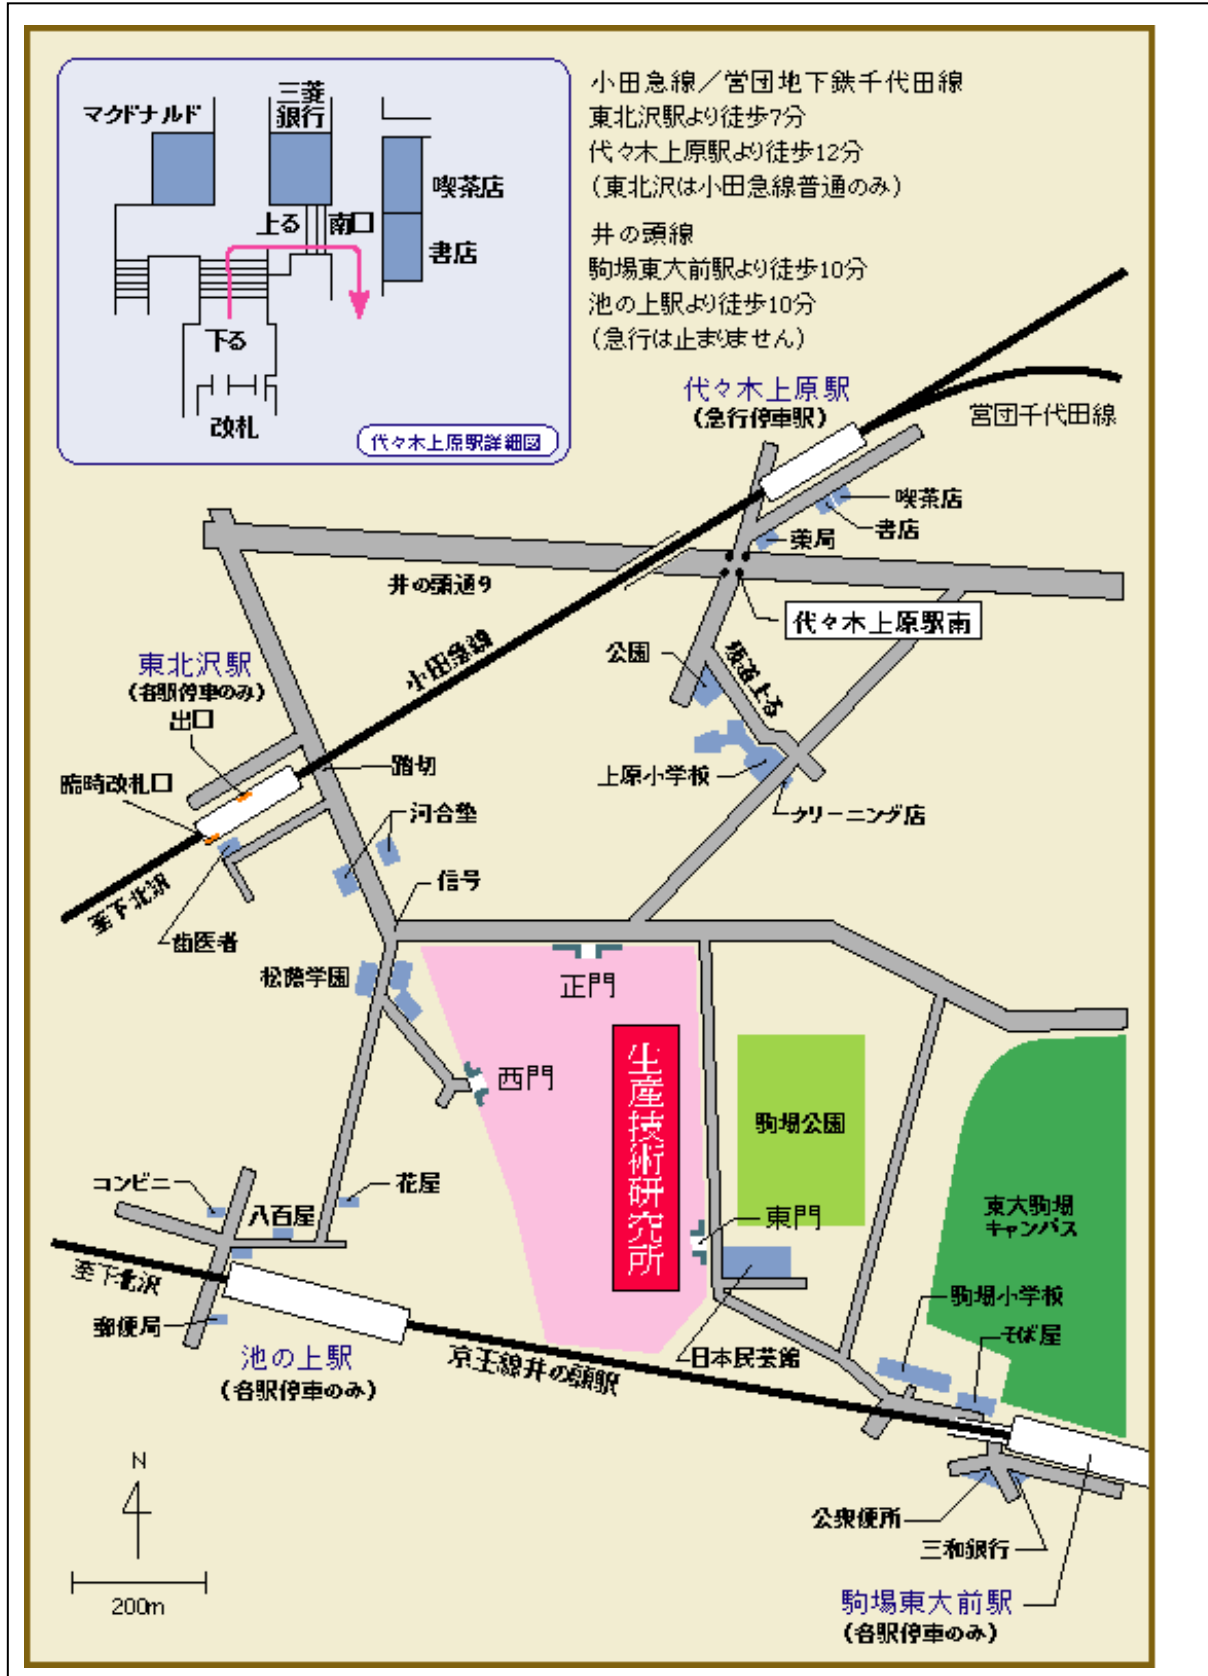 マクドナルド
三菱
銀行
喫茶店
上る
南口
書店
下る
改札
代々木上原駅詳細図
小田急線／営団地下鉄千代田線
東北沢駅より徒歩7分
代々木上原駅より徒歩12分
（東北沢は小田急線普通のみ）
井の頭線
駒場東大前駅より徒歩10分
池の上駅より徒歩10分
（急行は止まりません）
代々木上原駅
（急行停車駅）
営団千代田線
喫茶店
書店
薬局
井の頭通り
代々木上原駅南
公園
坂道上る
小田急線
東北沢駅
（各駅停車のみ）
出口
臨時改札口
踏切
上原小学校
クリーニング店
河合塾
信号
至下北沢
歯医者
松蔭学園
正門
西門
生産技術研究所
駒場公園
東大駒場
キャンパス
コンビニ
八百屋
花屋
東門
至下北沢
郵便局
池の上駅
（各駅停車のみ）
京王線井の頭駅
日本民芸館
駒場小学校
そば屋
N
200m
公衆便所
三和銀行
駒場東大前駅
（各駅停車のみ）